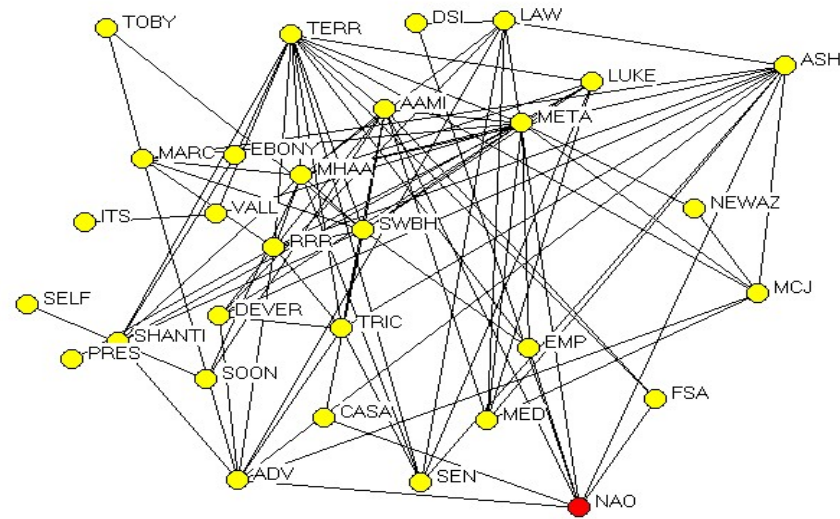 TOBY
TERR
DSI
LAW
ASH
LUKE
AAMI
META
MARC
EBONY
MHAA
ITS
VALL
SWBH
NEWAZ
RRR
SELF
DEVER
MCJ
SHANTI
TRIC
PRES
EMP
SOON
CASA
MED
FSA
ADV
SEN
NAO